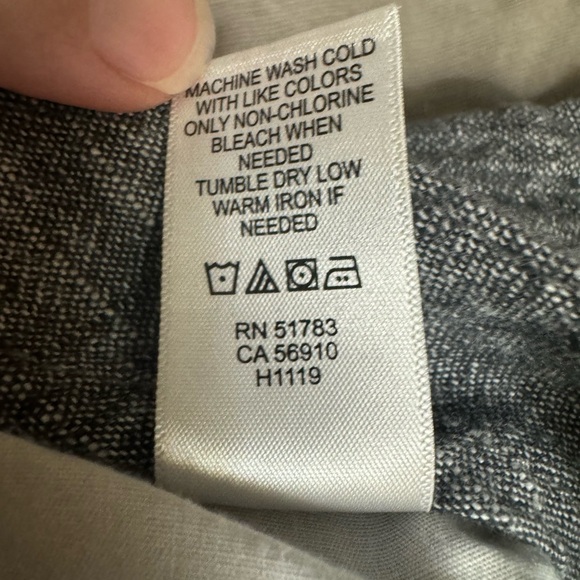 MACHINE WASH COLD
WITH LIKE COLORS
ONLY NON-CHLORINE
BLEACH WHEN
NEEDED
TUMBLE DRY LOW
WARM IRON IF
NEEDED
RN 51783
CA 56910
H1119